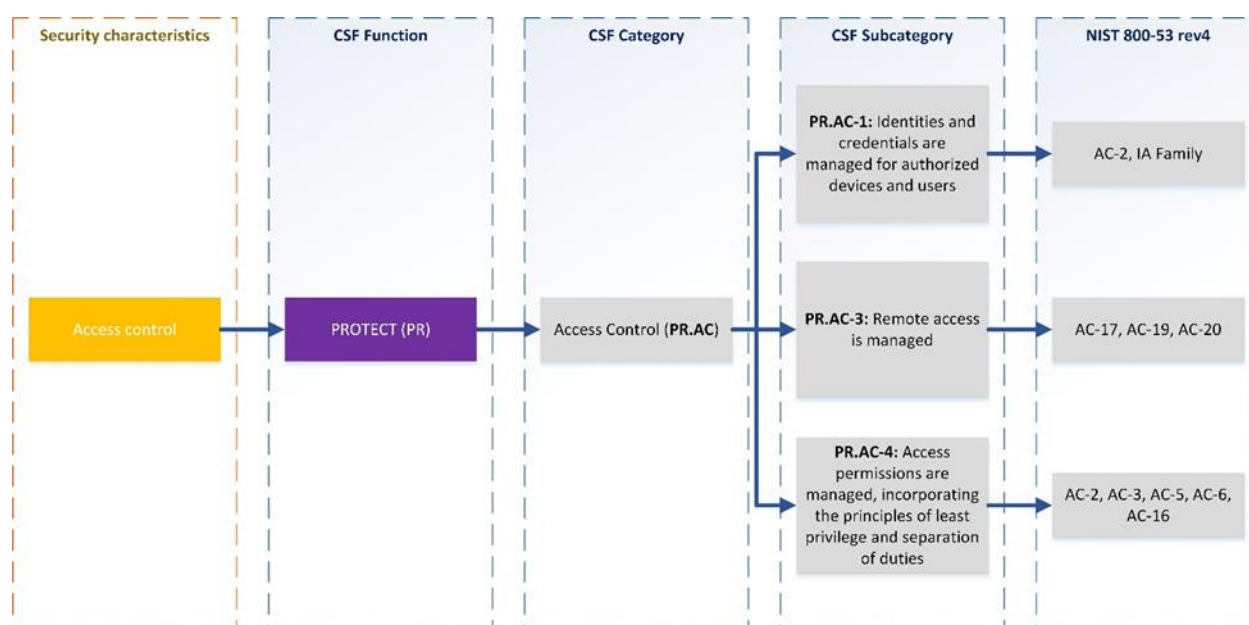 Security characteristics
CSF Function
CSF Category
CSF Subcategory
NIST 800-53 rev4
Access control
PROTECT (PR)
Access Control (PR.AC)
PR.AC-1: Identities and
credentials are
managed for authorized
devices and users
AC-2, IA Family
PR.AC-3: Remote access
is managed
AC-17, AC-19, AC-20
PR.AC-4: Access
permissions are
managed, incorporating
the principles of least
privilege and separation
of duties
AC-2, AC-3, AC-5, AC-6,
AC-16